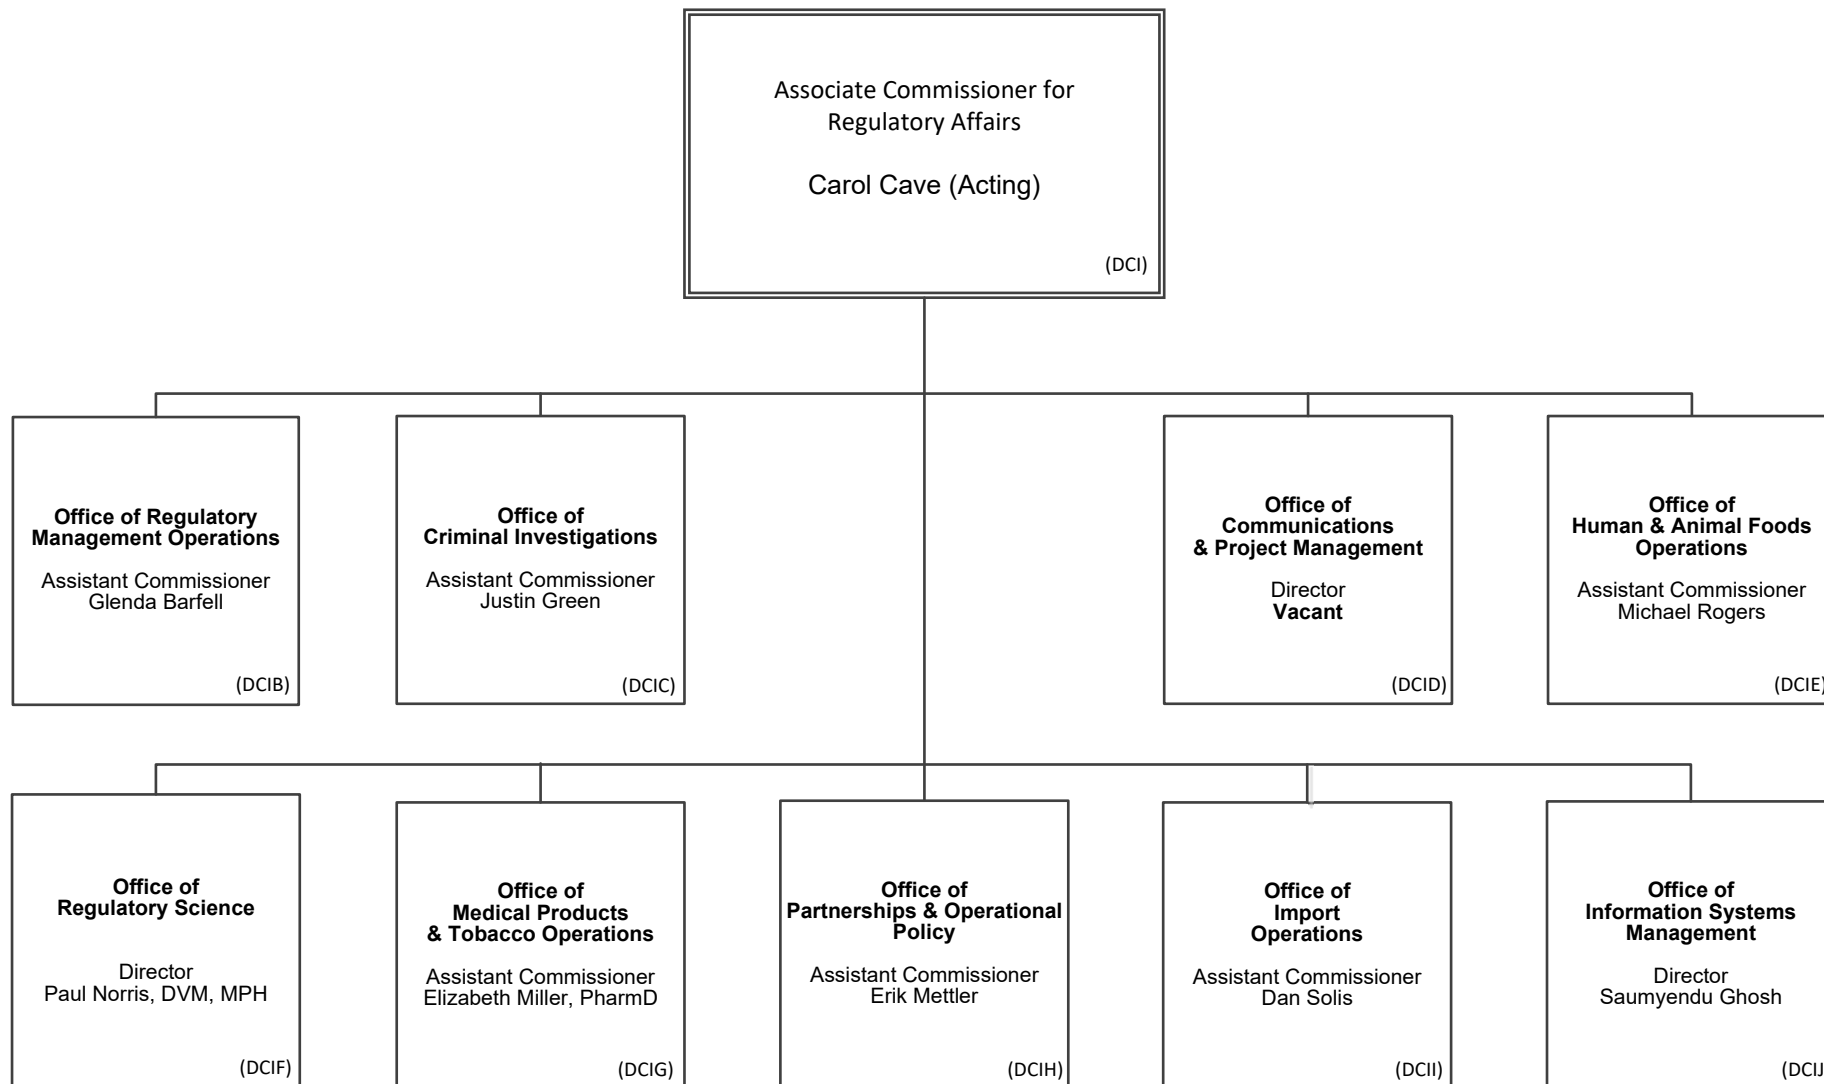 Associate Commissioner for
Regulatory Affairs
Carol Cave (Acting)
(DCI)
Office of Regulatory
Management Operations
Assistant Commissioner
Glenda Barfell
(DCIB)
Office of
Criminal Investigations
Assistant Commissioner
Justin Green
(DCIC)
Office of
Communications
& Project Management
Director
Vacant
(DCID)
Office of
Human & Animal Foods
Operations
Assistant Commissioner
Michael Rogers
(DCIE)
Office of
Regulatory Science
Director
Paul Norris, DVM, MPH
(DCIF)
Office of
Medical Products
& Tobacco Operations
Assistant Commissioner
Elizabeth Miller, PharmD
(DCIG)
Office of
Partnerships & Operational
Policy
Assistant Commissioner
Erik Mettler
(DCIH)
Office of
Import
Operations
Assistant Commissioner
Dan Solis
(DCII)
Office of
Information Systems
Management
Director
Saumyendu Ghosh
(DCIJ